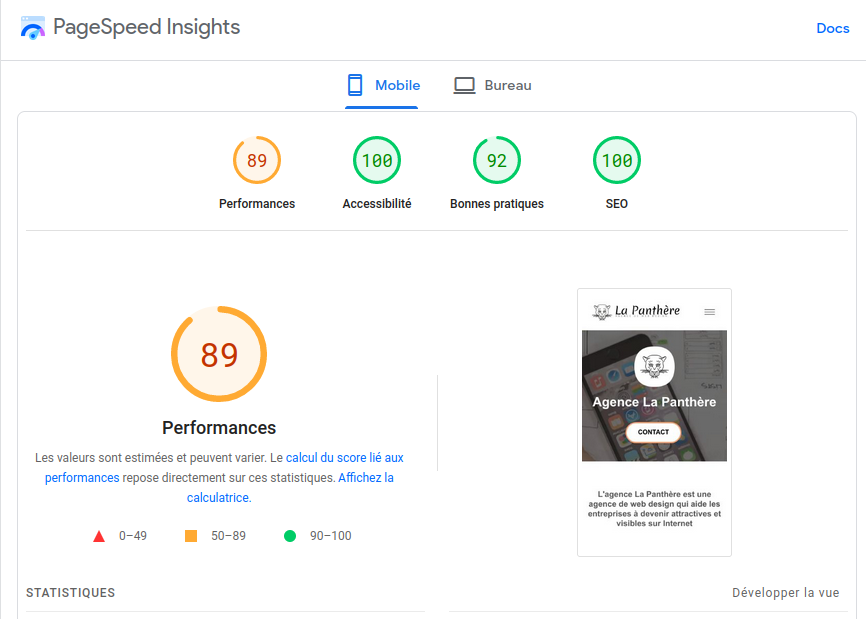 PageSpeed Insights
Docs
Mobile
Bureau
89
100
92
100
Performances
Accessibilité
Bonnes pratiques
SEO
89
Performances
Les valeurs sont estimées et peuvent varier. Le calcul du score lié aux
performances repose directement sur ces statistiques. Affichez la
calculatrice.
0–49
50–89
90–100
La Panthère
Agence La Panthère
CONTACT
L'agence La Panthère est une
agence de web design qui aide les
entreprises à devenir attractives et
visibles sur Internet
STATISTIQUES
Développer la vue